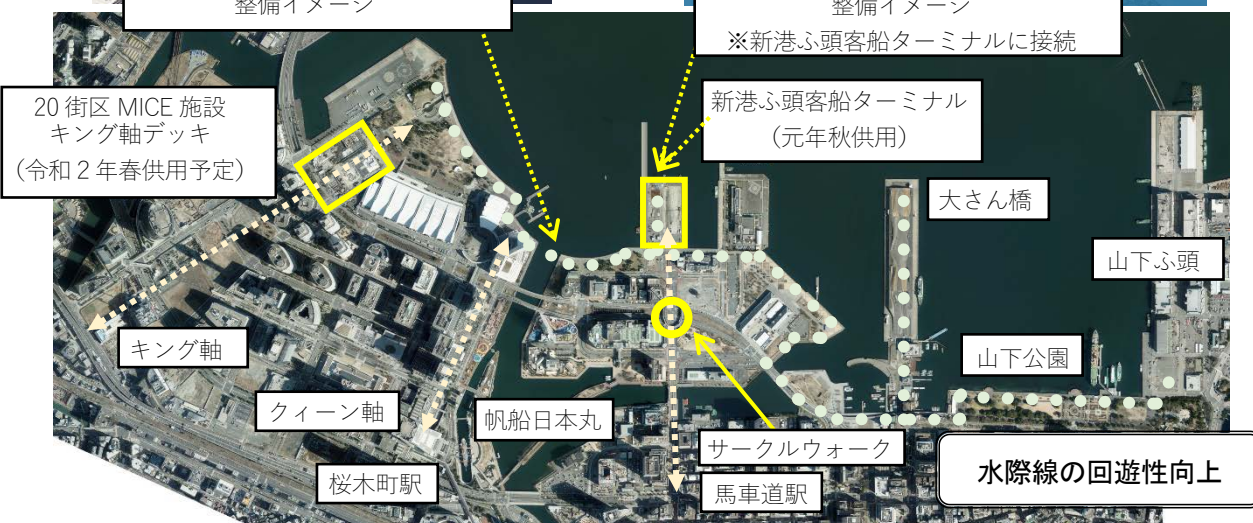 整備イメージ
整備イメージ
※新港ふ頭客船ターミナルに接続
20 街区 MICE 施設
キング軸デッキ
（令和２年春供用予定）
新港ふ頭客船ターミナル
（元年秋供用）
大さん橋
山下ふ頭
キング軸
山下公園
クィーン軸
帆船日本丸
サークルウォーク
桜木町駅
馬車道駅
水際線の回遊性向上